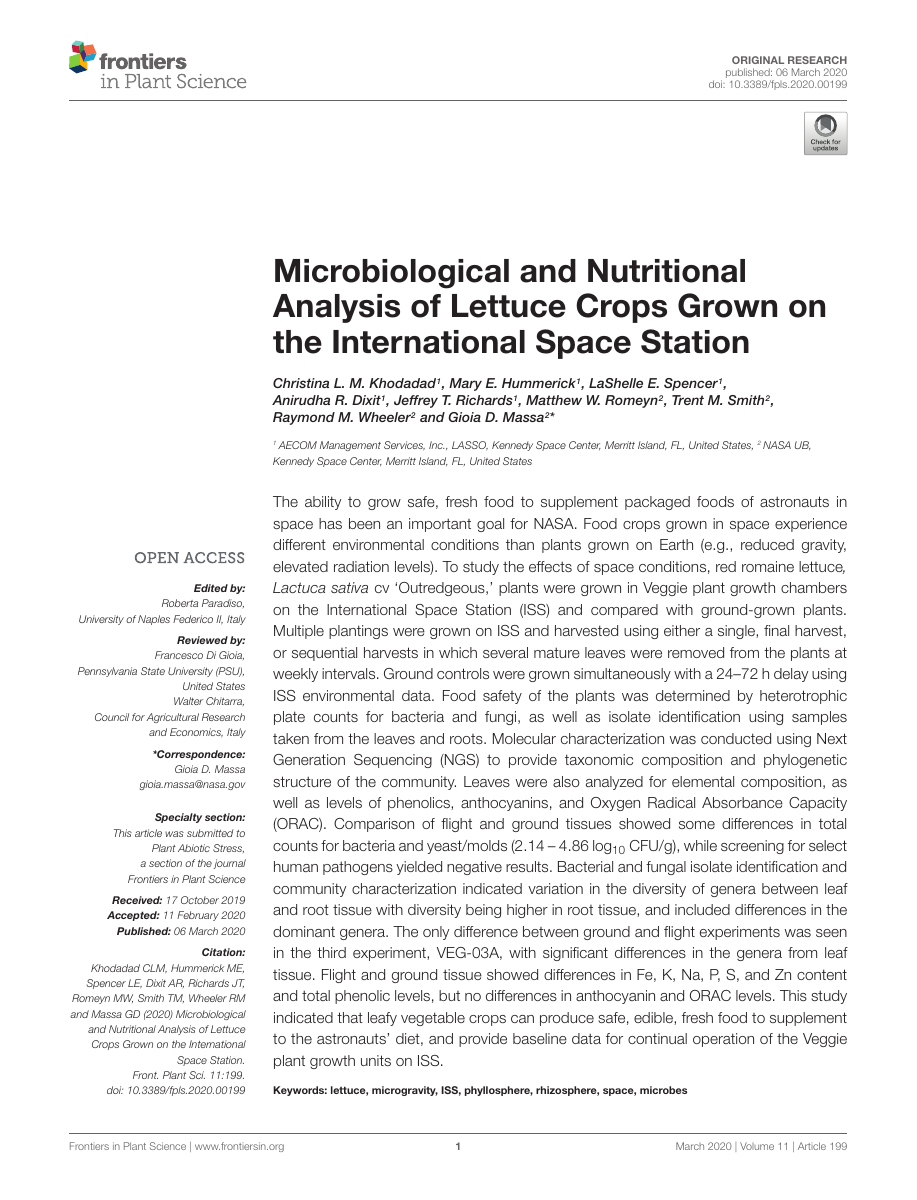 frontiers
in Plant Science
ORIGINAL RESEARCH
published: 06 March 2020
doi: 10.3389/fpls.2020.00199
Check for
updates
Microbiological and Nutritional
Analysis of Lettuce Crops Grown on
the International Space Station
Christina L. M. Khodadad¹, Mary E. Hummerick¹, LaShelle E. Spencer¹,
Anirudha R. Dixit¹, Jeffrey T. Richards¹, Matthew W. Romeyn², Trent M. Smith²,
Raymond M. Wheeler² and Gioia D. Massa²*
¹ AECOM Management Services, Inc., LASSO, Kennedy Space Center, Merritt Island, FL, United States, ² NASA UB,
Kennedy Space Center, Merritt Island, FL, United States
OPEN ACCESS
Edited by:
Roberta Paradiso,
University of Naples Federico II, Italy
Reviewed by:
Francesco Di Gioia,
Pennsylvania State University (PSU),
United States
Walter Chitarra,
Council for Agricultural Research
and Economics, Italy
*Correspondence:
Gioia D. Massa
gioia.massa@nasa.gov
Specialty section:
This article was submitted to
Plant Abiotic Stress,
a section of the journal
Frontiers in Plant Science
Received: 17 October 2019
Accepted: 11 February 2020
Published: 06 March 2020
Citation:
Khodadad CLM, Hummerick ME,
Spencer LE, Dixit AR, Richards JT,
Romeyn MW, Smith TM, Wheeler RM
and Massa GD (2020) Microbiological
and Nutritional Analysis of Lettuce
Crops Grown on the International
Space Station.
Front. Plant Sci. 11:199.
doi: 10.3389/fpls.2020.00199
The ability to grow safe, fresh food to supplement packaged foods of astronauts in
space has been an important goal for NASA. Food crops grown in space experience
different environmental conditions than plants grown on Earth (e.g., reduced gravity,
elevated radiation levels). To study the effects of space conditions, red romaine lettuce,
Lactuca sativa cv ‘Outredgeous,’ plants were grown in Veggie plant growth chambers
on the International Space Station (ISS) and compared with ground-grown plants.
Multiple plantings were grown on ISS and harvested using either a single, final harvest,
or sequential harvests in which several mature leaves were removed from the plants at
weekly intervals. Ground controls were grown simultaneously with a 24–72 h delay using
ISS environmental data. Food safety of the plants was determined by heterotrophic
plate counts for bacteria and fungi, as well as isolate identification using samples
taken from the leaves and roots. Molecular characterization was conducted using Next
Generation Sequencing (NGS) to provide taxonomic composition and phylogenetic
structure of the community. Leaves were also analyzed for elemental composition, as
well as levels of phenolics, anthocyanins, and Oxygen Radical Absorbance Capacity
(ORAC). Comparison of flight and ground tissues showed some differences in total
counts for bacteria and yeast/molds (2.14 – 4.86 log₁₀ CFU/g), while screening for select
human pathogens yielded negative results. Bacterial and fungal isolate identification and
community characterization indicated variation in the diversity of genera between leaf
and root tissue with diversity being higher in root tissue, and included differences in the
dominant genera. The only difference between ground and flight experiments was seen
in the third experiment, VEG-03A, with significant differences in the genera from leaf
tissue. Flight and ground tissue showed differences in Fe, K, Na, P, S, and Zn content
and total phenolic levels, but no differences in anthocyanin and ORAC levels. This study
indicated that leafy vegetable crops can produce safe, edible, fresh food to supplement
to the astronauts’ diet, and provide baseline data for continual operation of the Veggie
plant growth units on ISS.
Keywords: lettuce, microgravity, ISS, phyllosphere, rhizosphere, space, microbes
Frontiers in Plant Science | www.frontiersin.org
1
March 2020 | Volume 11 | Article 199